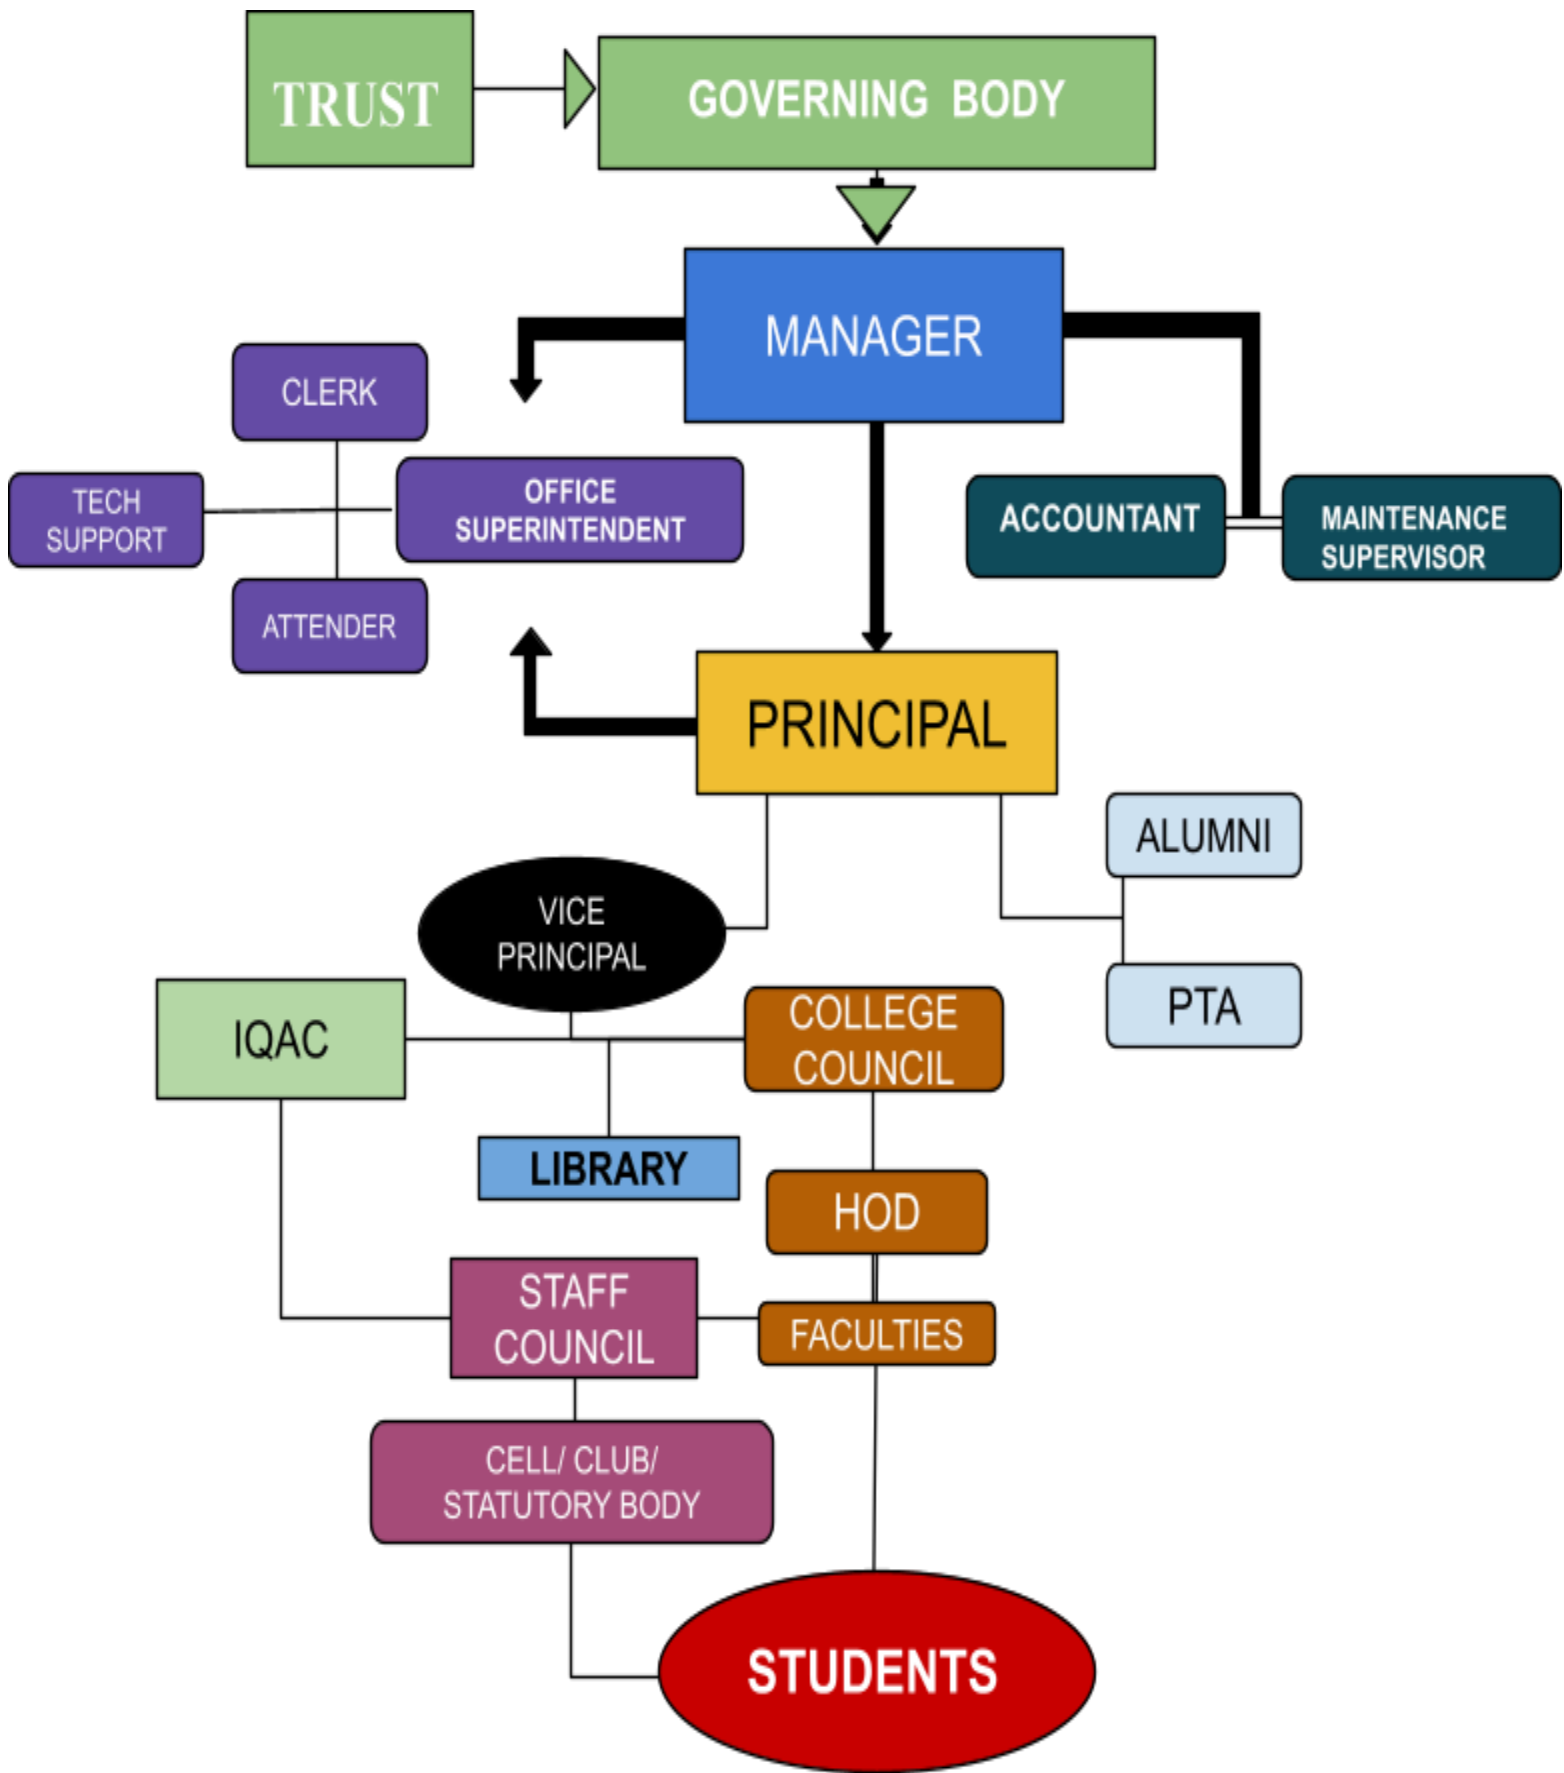 TRUST
GOVERNING BODY
MANAGER
CLERK
TECH
SUPPORT
OFFICE
SUPERINTENDENT
ATTENDER
ACCOUNTANT
MAINTENANCE
SUPERVISOR
PRINCIPAL
ALUMNI
VICE
PRINCIPAL
PTA
IQAC
COLLEGE
COUNCIL
LIBRARY
HOD
STAFF
COUNCIL
FACULTIES
CELL/ CLUB/
STATUTORY BODY
STUDENTS